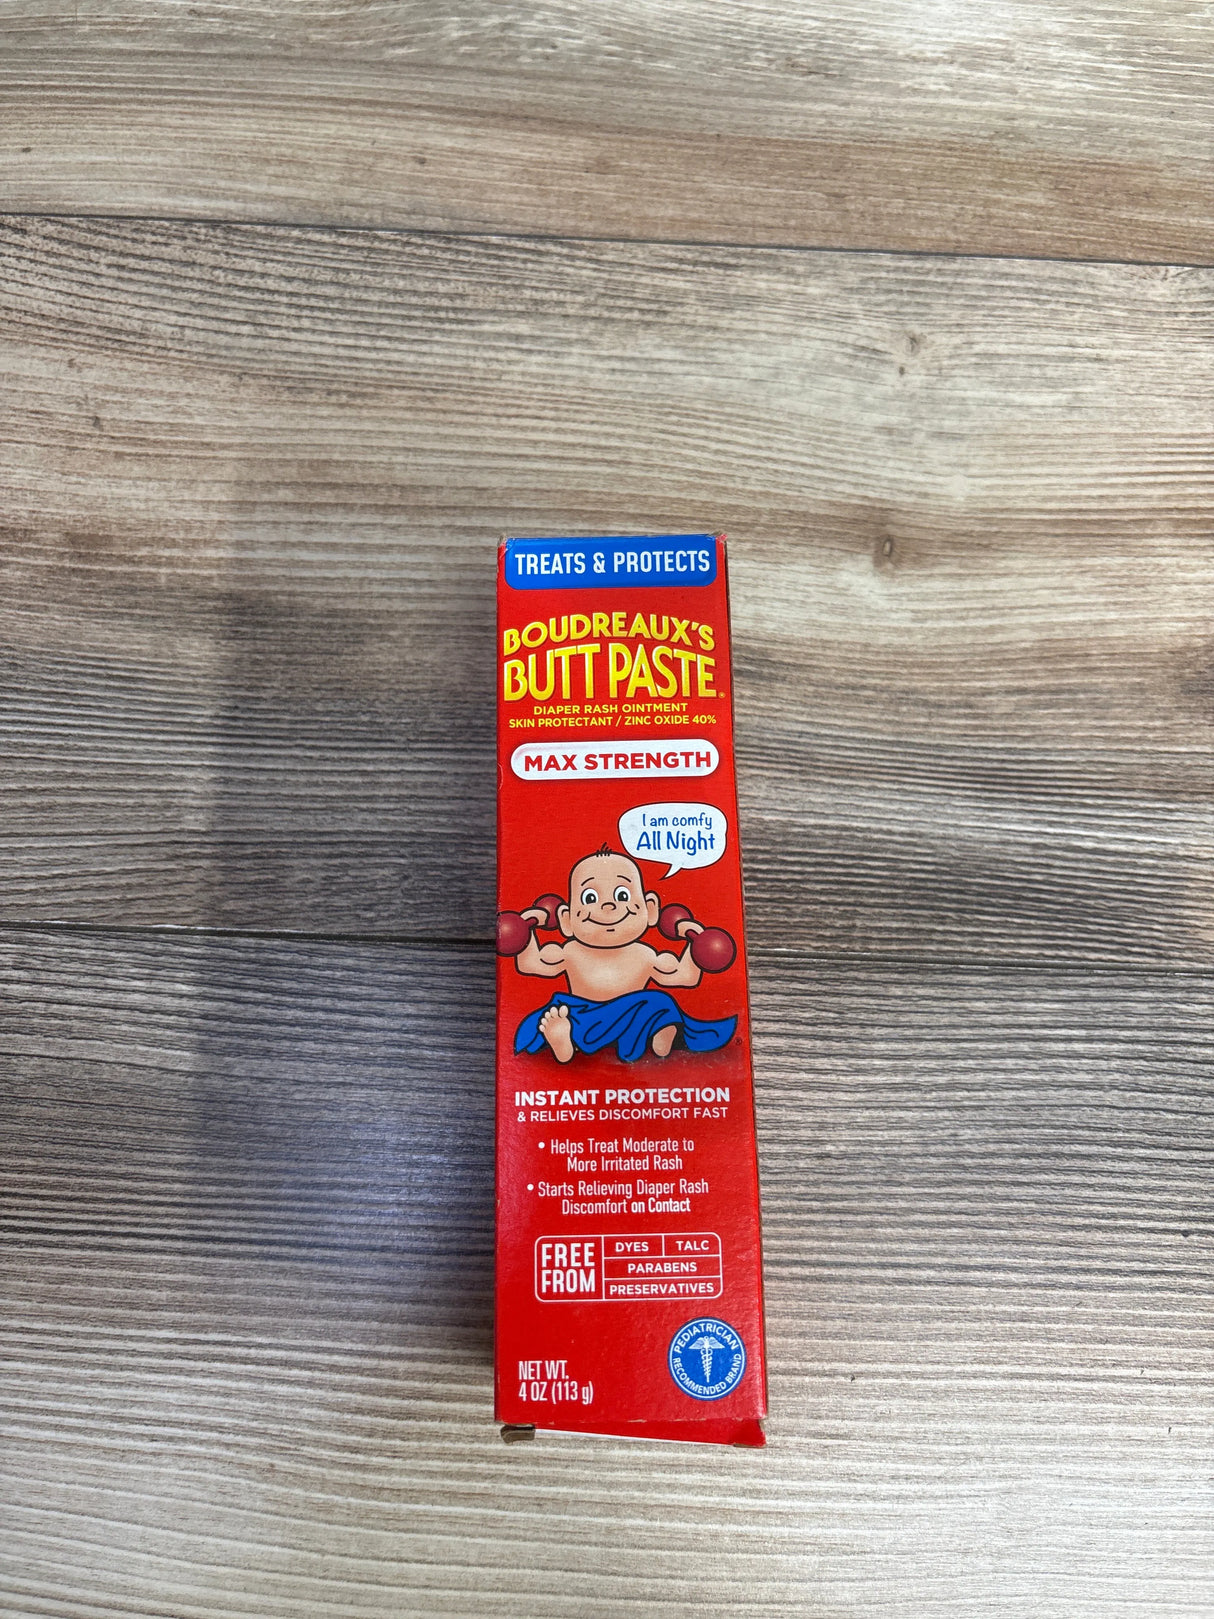 TREATS & PROTECTS
BOUDREAUX'S
BUTT PASTE®
DIAPER RASH OINTMENT
SKIN PROTECTANT / ZINC OXIDE 40%
MAX STRENGTH
I am comfy
All Night
®
INSTANT PROTECTION
& RELIEVES DISCOMFORT FAST
• Helps Treat Moderate to
More Irritated Rash
• Starts Relieving Diaper Rash
Discomfort on Contact
FREE
FROM
DYES
TALC
PARABENS
PRESERVATIVES
PEDIATRICIAN
RECOMMENDED BRAND
NET WT.
4 OZ (113 g)